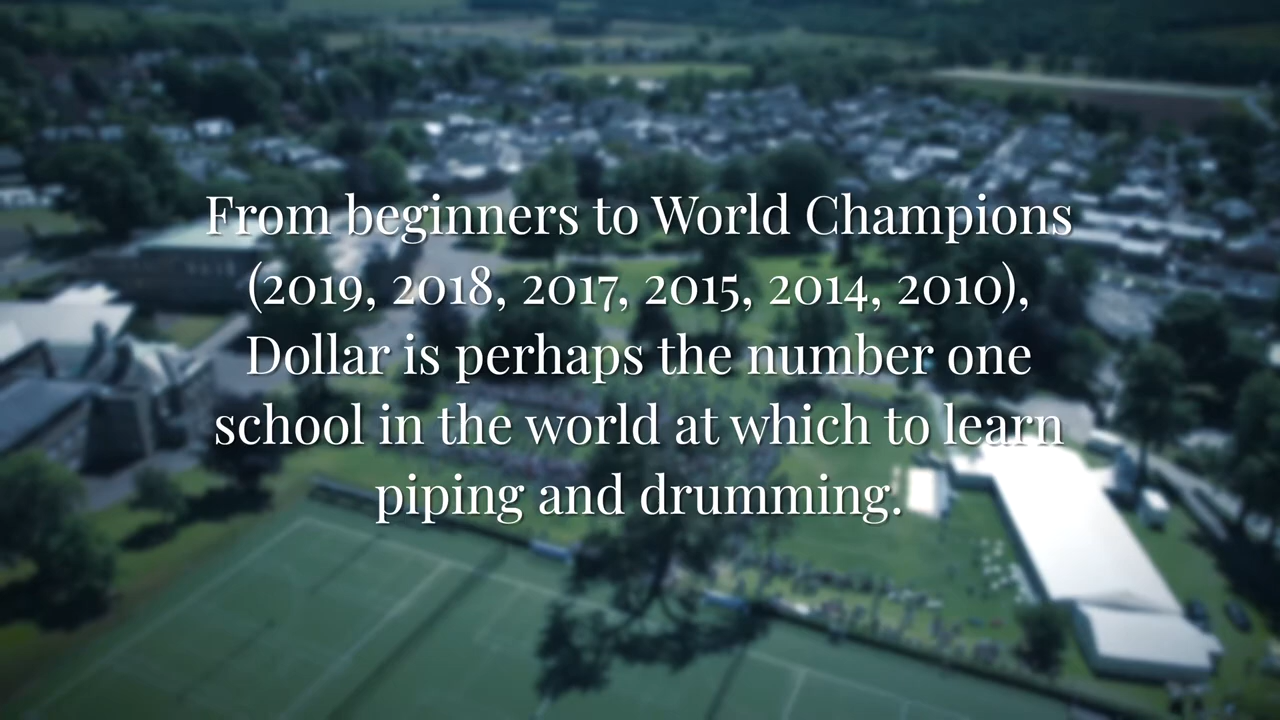 From beginners to World Champions
(2019, 2018, 2017, 2015, 2014, 2010),
Dollar is perhaps the number one
school in the world at which to learn
piping and drumming.